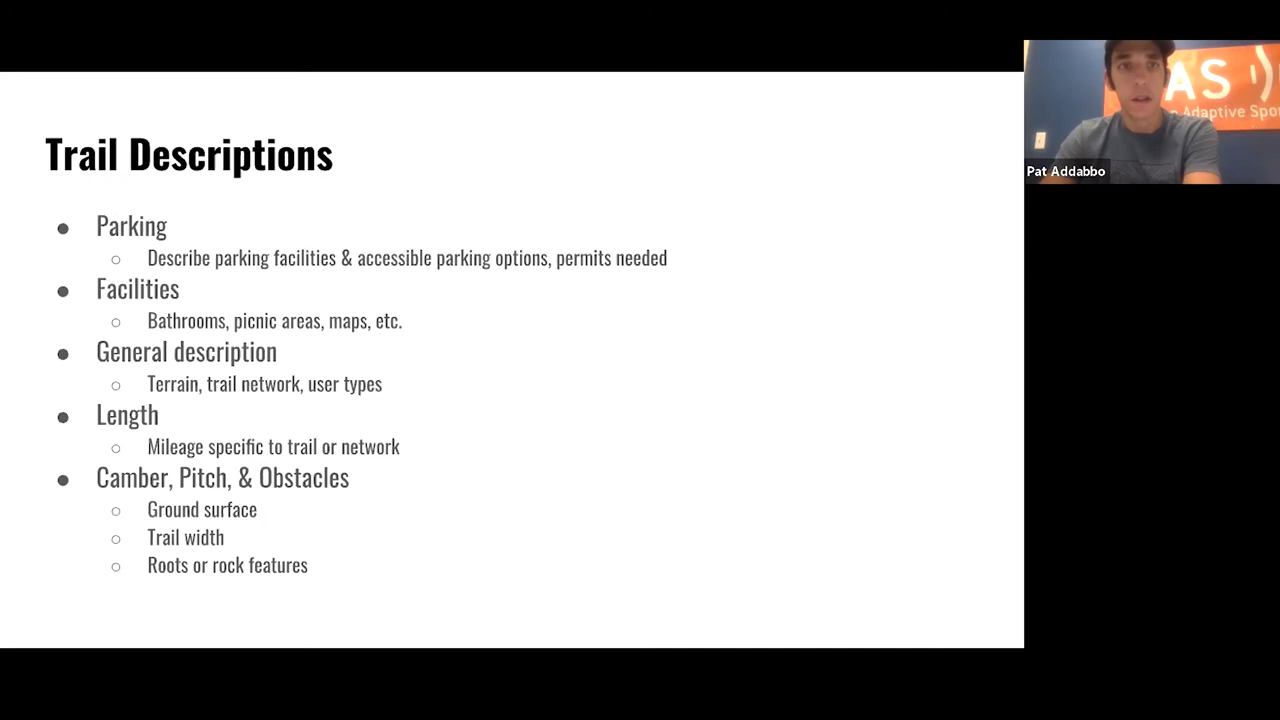 Trail Descriptions
● Parking
○ Describe parking facilities & accessible parking options, permits needed
● Facilities
○ Bathrooms, picnic areas, maps, etc.
● General description
○ Terrain, trail network, user types
● Length
○ Mileage specific to trail or network
● Camber, Pitch, & Obstacles
○ Ground surface
○ Trail width
○ Roots or rock features
AS
Adaptive Spo
Pat Addabbo